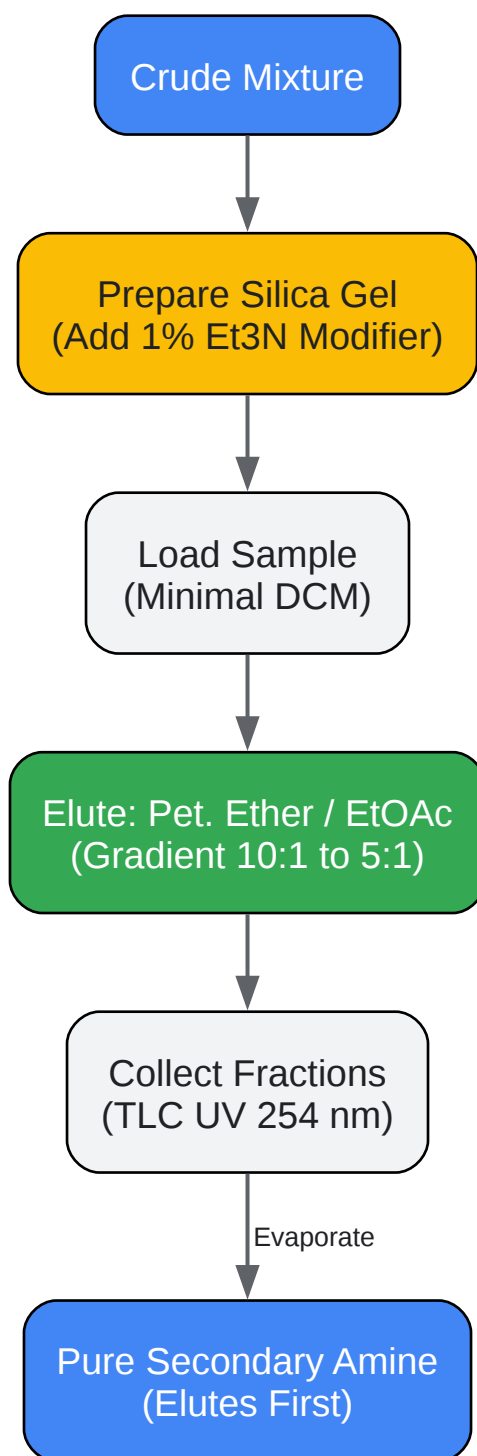 Crude Mixture
Prepare Silica Gel
(Add 1% Et3N Modifier)
Load Sample
(Minimal DCM)
Elute: Pet. Ether / EtOAc
(Gradient 10:1 to 5:1)
Collect Fractions
(TLC UV 254 nm)
Evaporate
Pure Secondary Amine
(Elutes First)